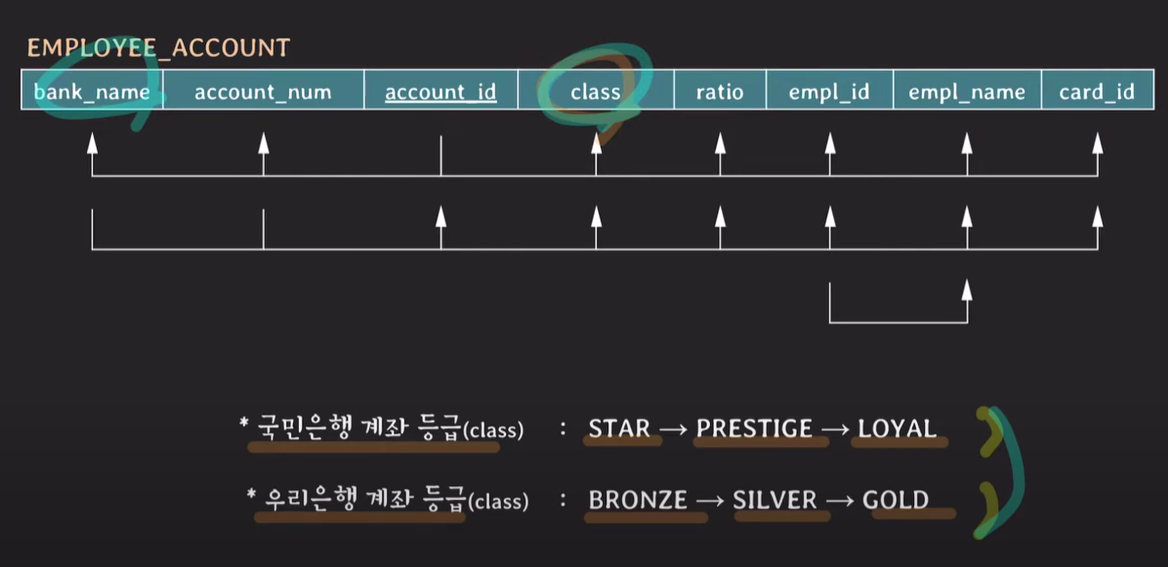 EMPLOYEE_ACCOUNT
bank_name account_num account_id class ratio empl_id empl_name card_id
* 국민은행 계좌 등급(class) : STAR → PRESTIGE → LOYAL
* 우리은행 계좌 등급(class) : BRONZE → SILVER → GOLD